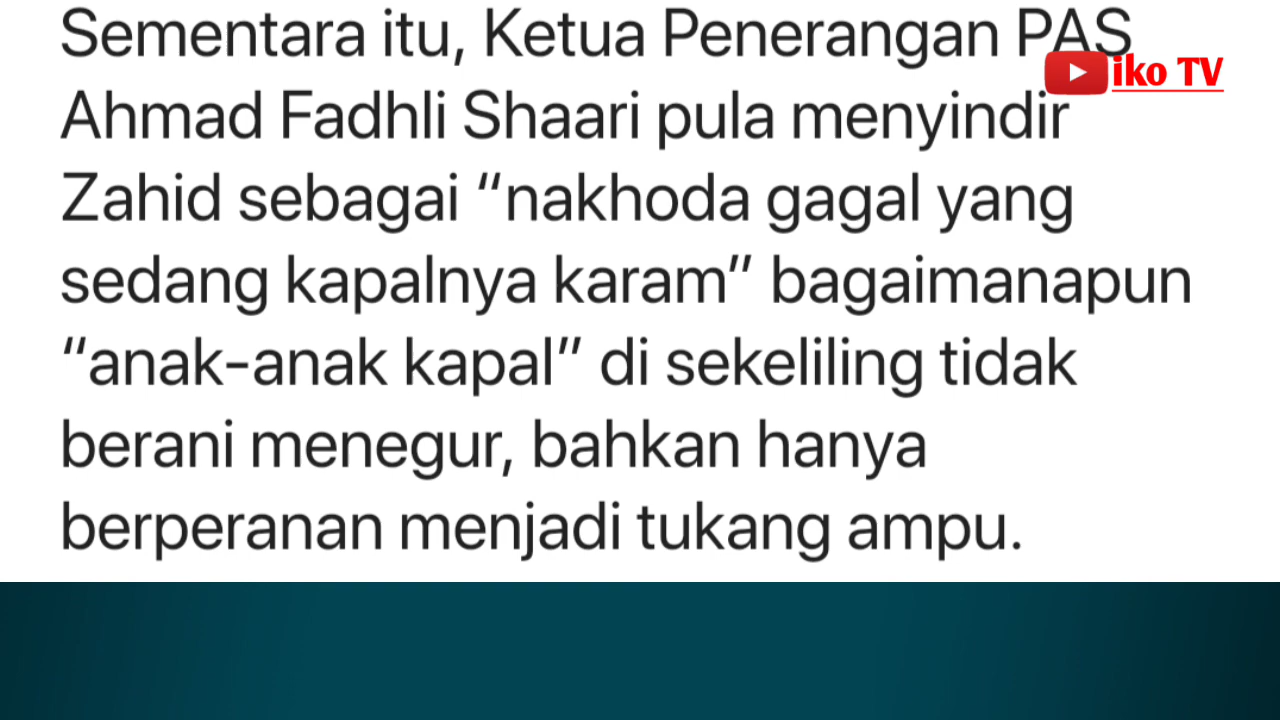 Sementara itu, Ketua Penerangan PAS
iko TV
Ahmad Fadhli Shaari pula menyindir
Zahid sebagai “nakhoda gagal yang
sedang kapalnya karam” bagaimanapun
“anak-anak kapal” di sekeliling tidak
berani menegur, bahkan hanya
berperanan menjadi tukang ampu.